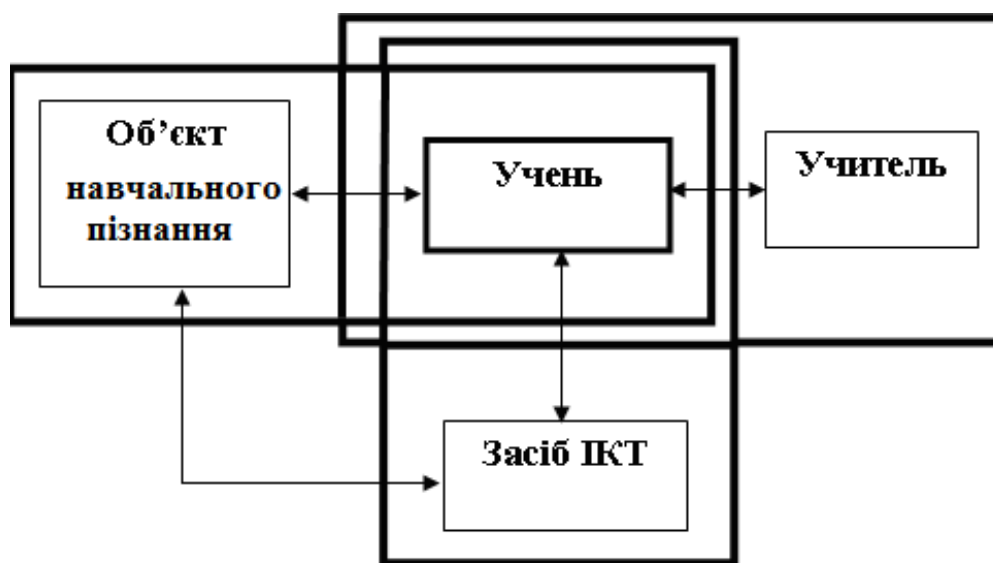 Об’єкт
навчального
пізнання
Учень
Учитель
Засіб ІКТ